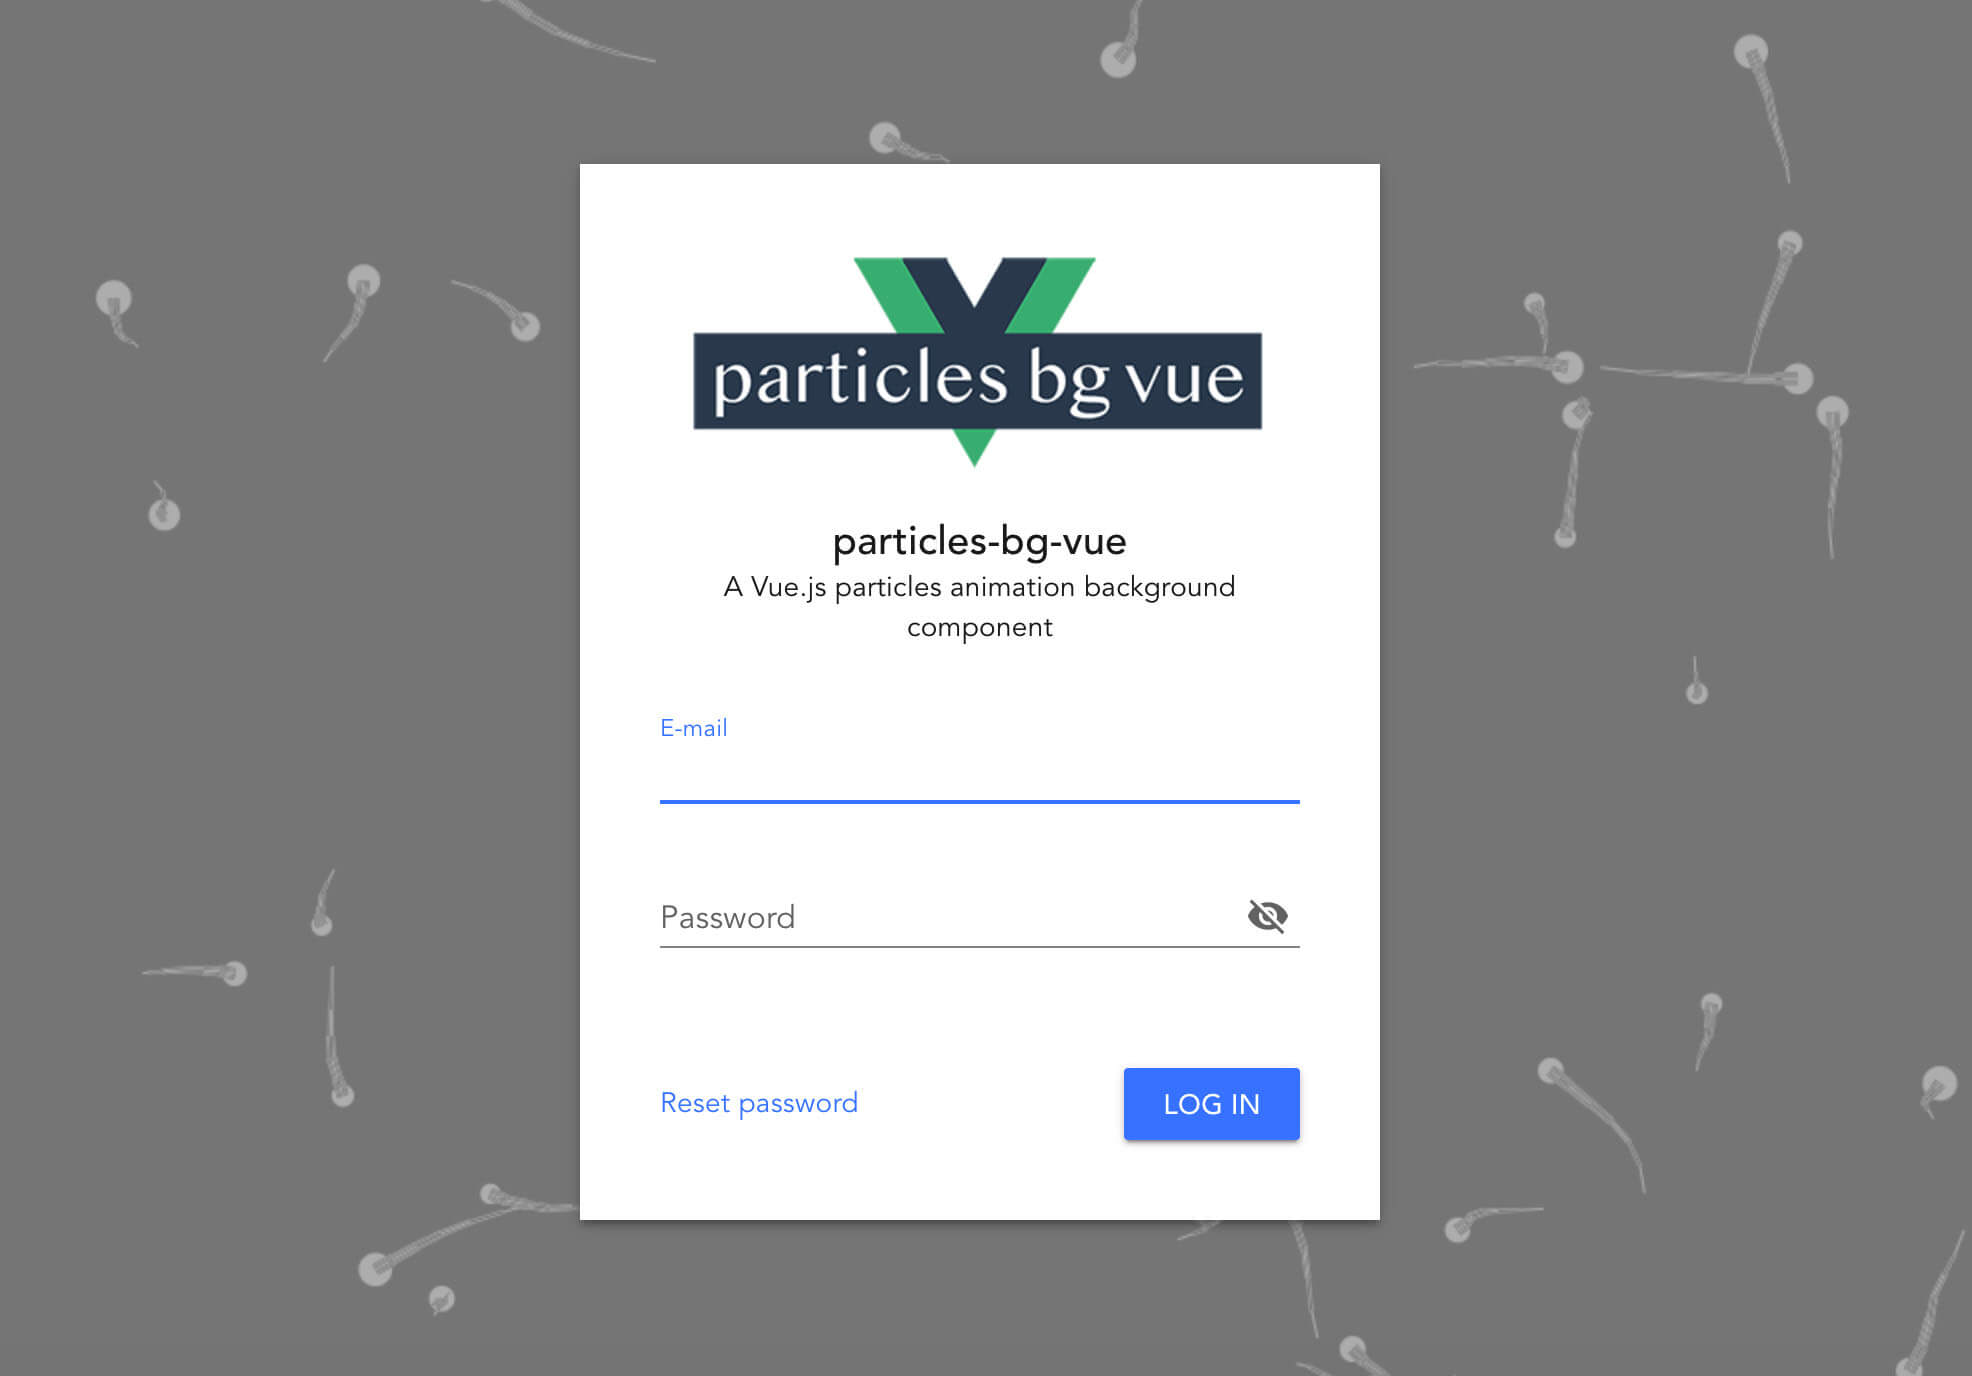 particles bg vue
particles-bg-vue
A Vue.js particles animation background
component
E-mail
Password
Reset password
LOG IN